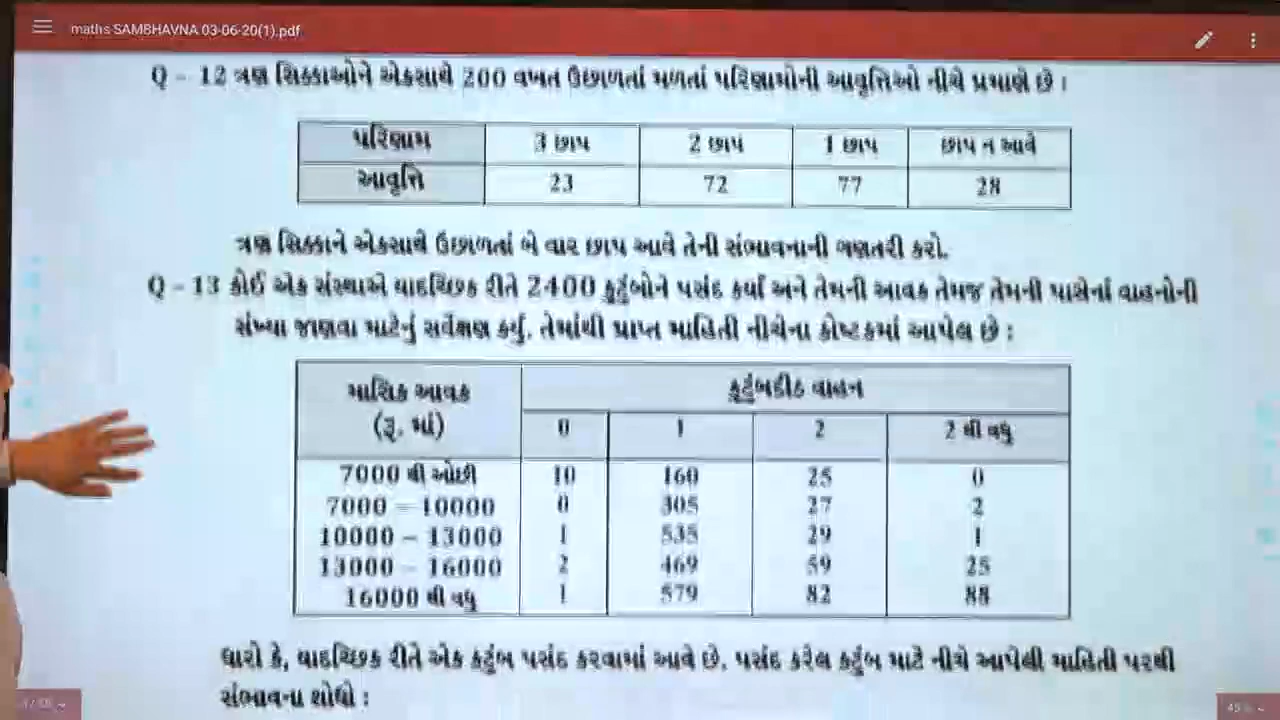 maths SAMBHAVNA 03-06-20(1).pdf
Q - 12 ત્રણ સિક્કાઓને એકસાથે 200 વખત ઉછાળતાં મળતાં પરિણામોની આવૃત્તિઓ નીચે પ્રમાણે છે :
પરિણામ 3 છાપ 2 છાપ 1 છાપ છાપ ન આવે
આવૃત્તિ 23 72 77 28
ત્રણ સિક્કાને એકસાથે ઉછાળતાં બે વાર છાપ આવે તેની સંભાવનાની ગણતરી કરો.
Q - 13 કોઈ એક સંસ્થાએ યાદચ્છિક રીતે 2400 કુટુંબોને પસંદ કર્યા અને તેમની આવક તેમજ તેમની પાસેનાં વાહનોની
સંખ્યા જાણવા માટેનું સર્વેક્ષણ કર્યુ. તેમાંથી પ્રાપ્ત માહિતી નીચેના કોષ્ટકમાં આપેલ છે :
માસિક આવક કુટુંબદીઠ વાહન
(રૂ. માં) 0 1 2 2 થી વધુ
7000 થી ઓછી 10 160 25 0
7000 - 10000 0 305 27 2
10000 - 13000 1 535 29 1
13000 - 16000 2 469 59 25
16000 થી વધુ 1 579 82 88
ધારો કે, યાદચ્છિક રીતે એક કુટુંબ પસંદ કરવામાં આવે છે. પસંદ કરેલ કુટુંબ માટે નીચે આપેલી માહિતી પરથી
સંભાવના શોધો :